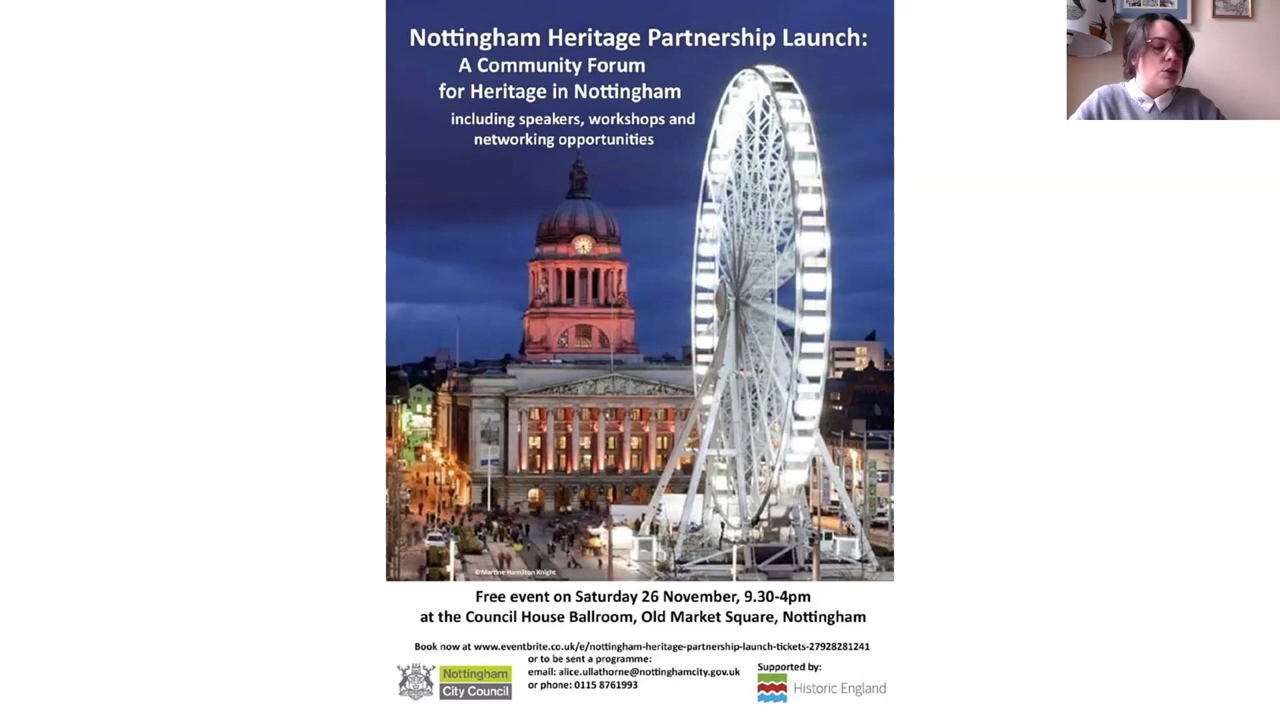 Nottingham Heritage Partnership Launch:
A Community Forum
for Heritage in Nottingham
including speakers, workshops and
networking opportunities
©Martine Hamilton Knight
Free event on Saturday 26 November, 9.30-4pm
at the Council House Ballroom, Old Market Square, Nottingham
Book now at www.eventbrite.co.uk/e/nottingham-heritage-partnership-launch-tickets-27928281241
or to be sent a programme:
email: alice.ullathorne@nottinghamcity.gov.uk
or phone: 0115 8761993
Nottingham
City Council
Supported by:
Historic England